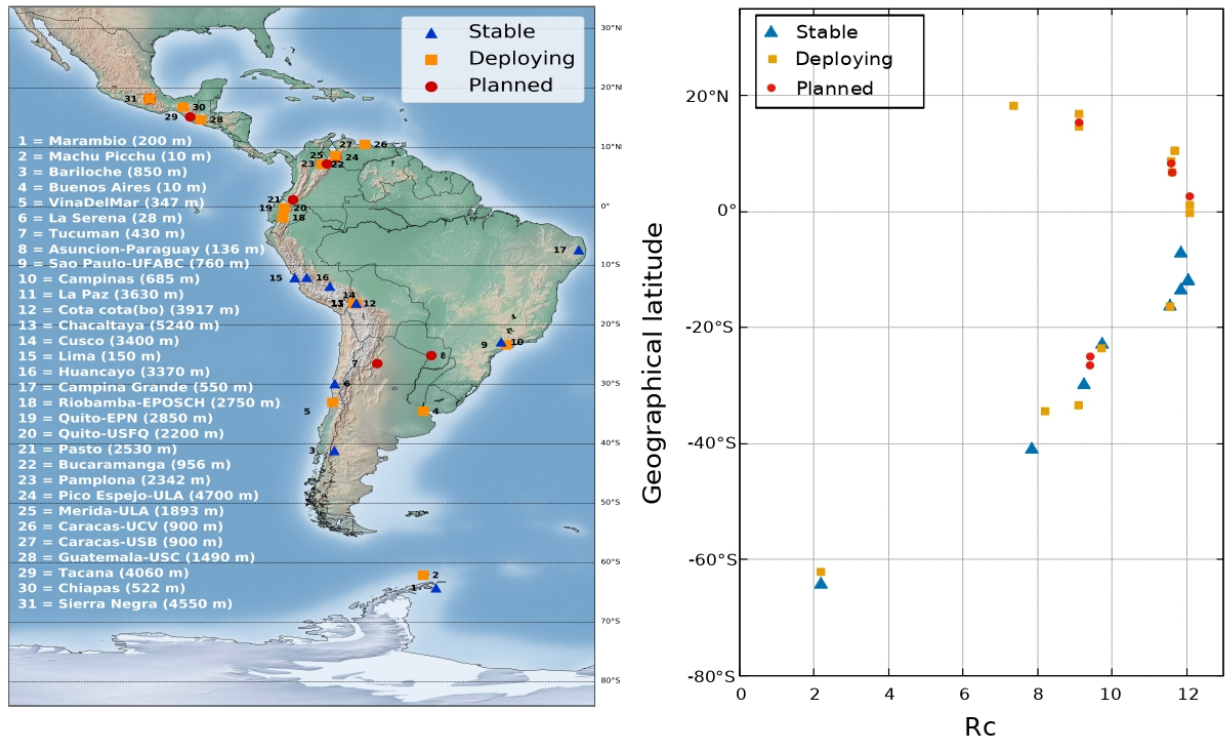 Stable
Deploying
Planned
30°N
20°N
10°N
0°
10°S
20°S
30°S
40°S
50°S
60°S
70°S
80°S
1 = Marambio (200 m)
2 = Machu Picchu (10 m)
3 = Bariloche (850 m)
4 = Buenos Aires (10 m)
5 = VinaDelMar (347 m)
6 = La Serena (28 m)
7 = Tucuman (430 m)
8 = Asuncion-Paraguay (136 m)
9 = Sao Paulo-UFABC (760 m)
10 = Campinas (685 m)
11 = La Paz (3630 m)
12 = Cota cota(bo) (3917 m)
13 = Chacaltaya (5240 m)
14 = Cusco (3400 m)
15 = Lima (150 m)
16 = Huancayo (3370 m)
17 = Campina Grande (550 m)
18 = Riobamba-EPOSCH (2750 m)
19 = Quito-EPN (2850 m)
20 = Quito-USFQ (2200 m)
21 = Pasto (2530 m)
22 = Bucaramanga (956 m)
23 = Pamplona (2342 m)
24 = Pico Espejo-ULA (4700 m)
25 = Merida-ULA (1893 m)
26 = Caracas-UCV (900 m)
27 = Caracas-USB (900 m)
28 = Guatemala-USC (1490 m)
29 = Tacana (4060 m)
30 = Chiapas (522 m)
31 = Sierra Negra (4550 m)
31
30
29
28
27
26
25
24
23
22
21
20
19
18
17
15
16
14
12
9
10
8
7
6
5
4
3
2
1
Stable
Deploying
Planned
20°N
0°
-20°S
-40°S
-60°S
-80°S
Geographical latitude
0
2
4
6
8
10
12
Rc